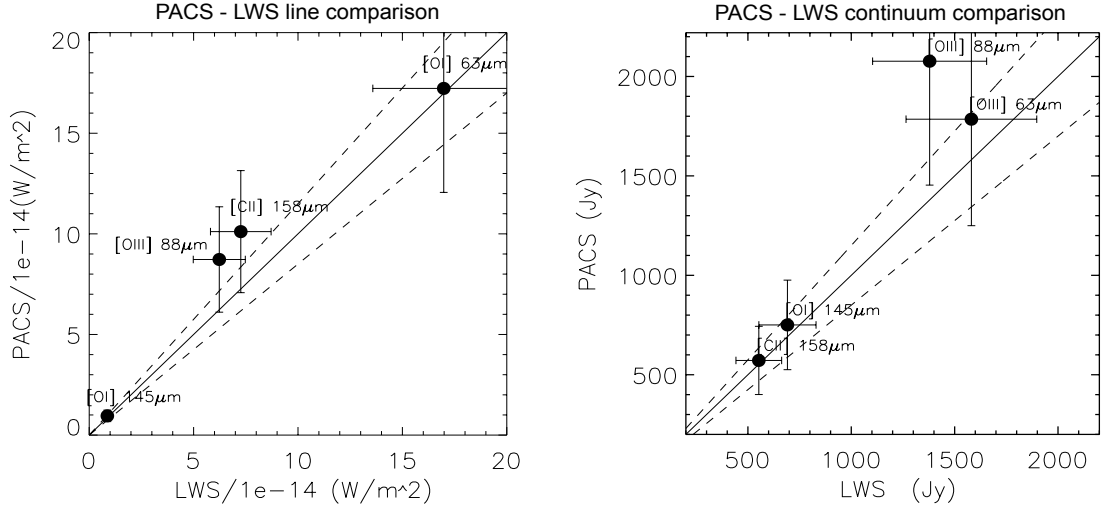 PACS - LWS line comparison
20
15
10
5
0
PACS/1e-14(W/m^2)
[OI] 63μm
[CII] 158μm
[OIII] 88μm
[OI] 145μm
0 5 10 15 20
LWS/1e-14 (W/m^2)
PACS - LWS continuum comparison
2000
1500
1000
500
PACS (Jy)
[OIII] 88μm
[OIII] 63μm
[OI] 145μm
[CII] 158μm
500 1000 1500 2000
LWS (Jy)